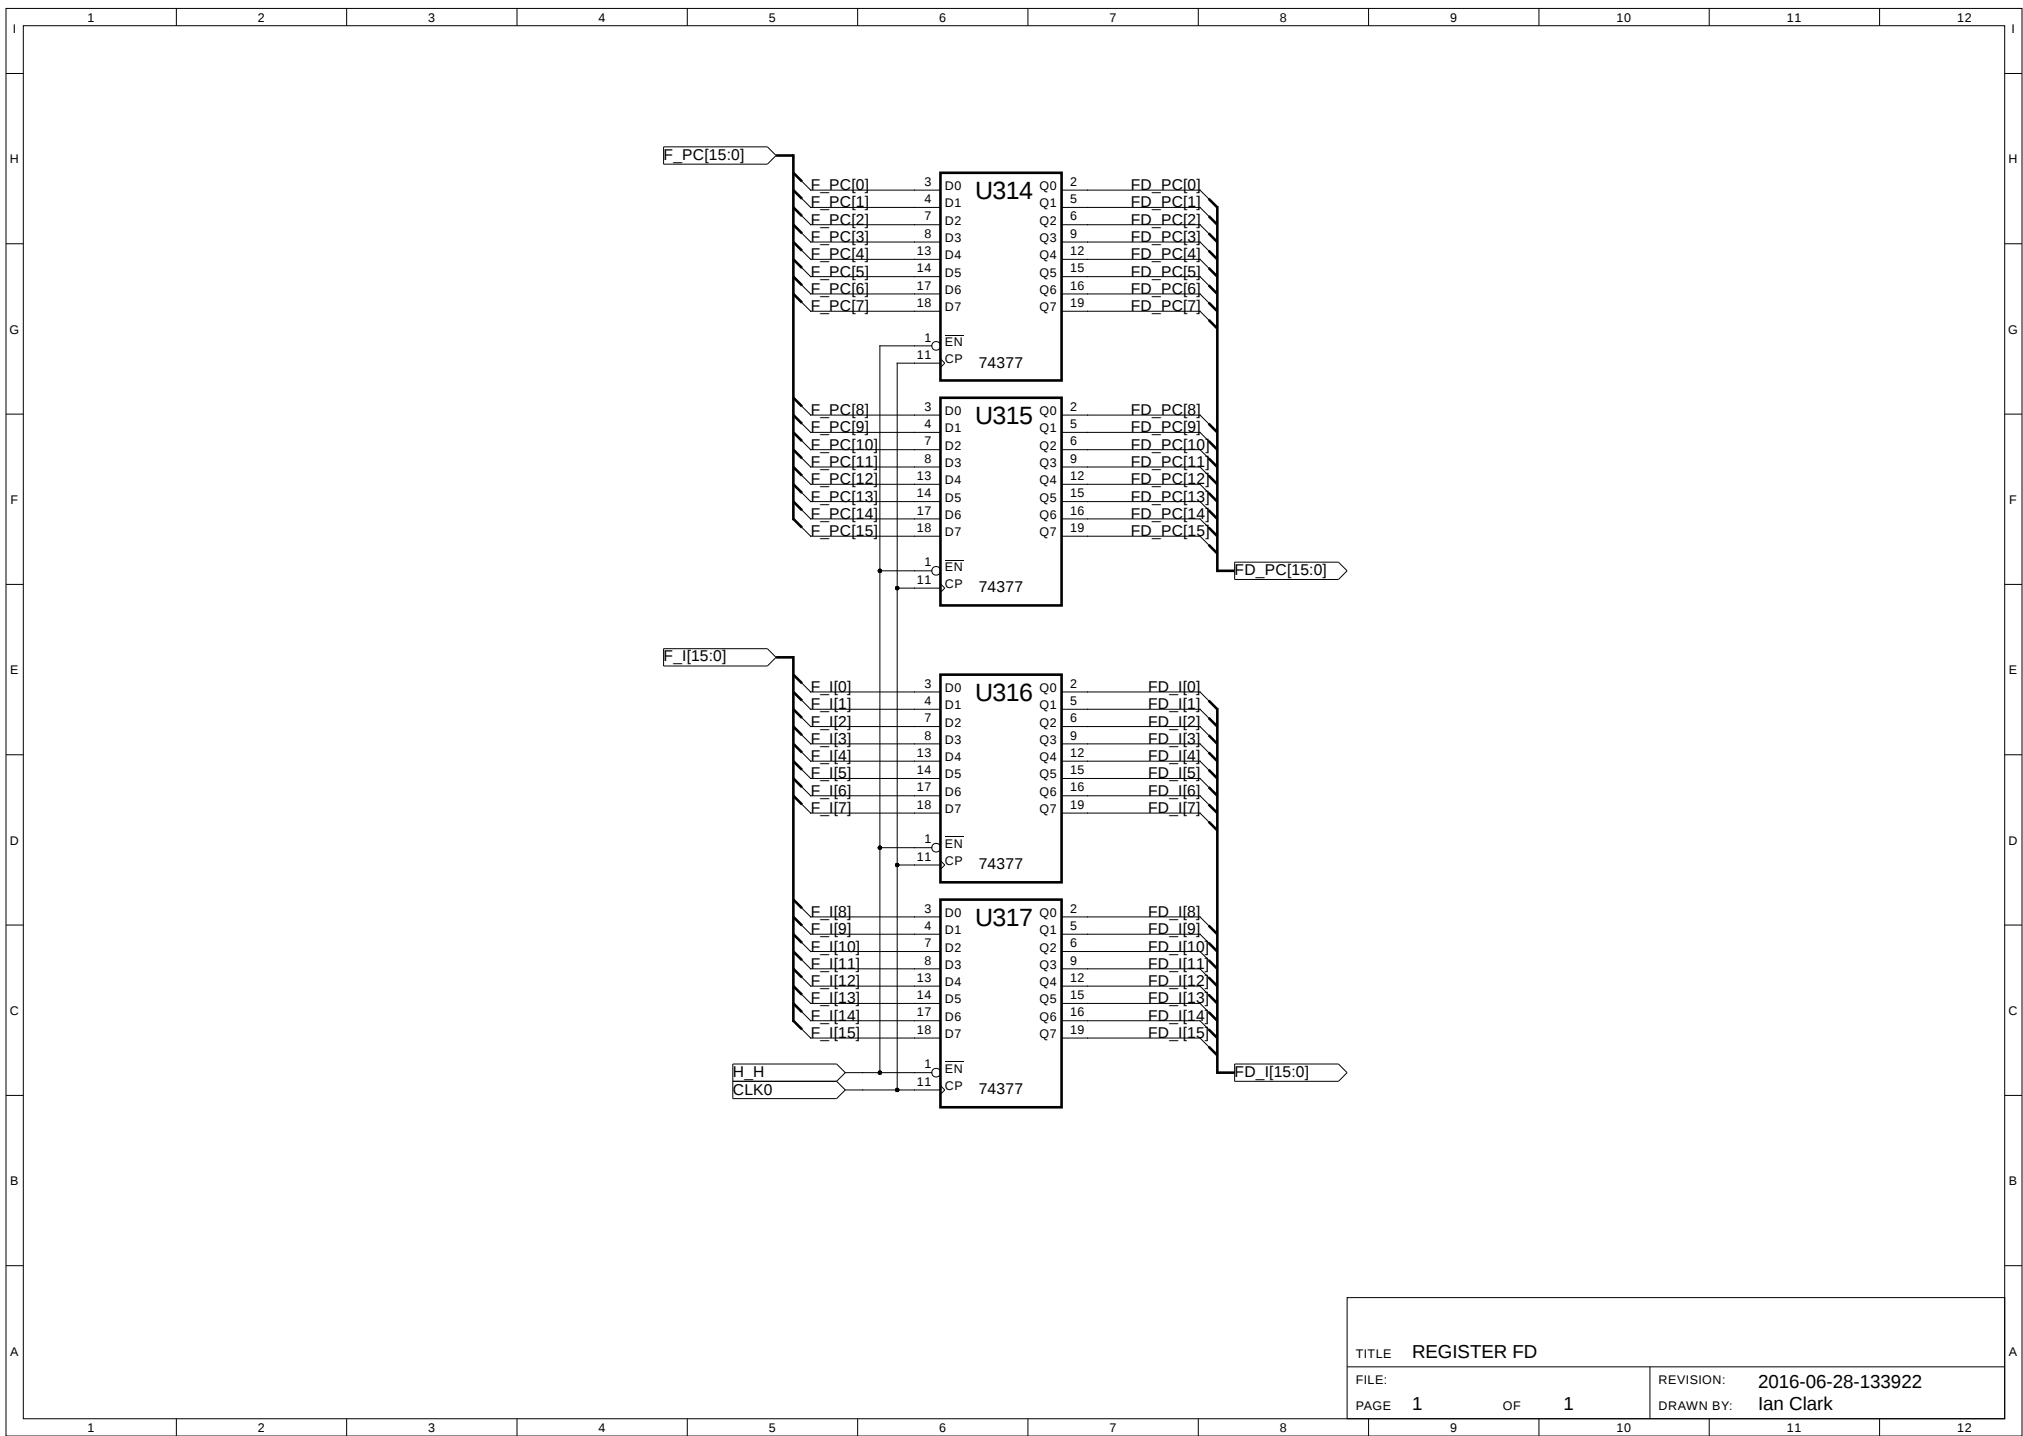 1 2 3 4 5 6 7 8 9 10 11 12
I I
H H
G G
F F
E E
D D
C C
B B
A A
F_PC[15:0]
U314
F_PC[0] 3 D0 Q0 2 FD_PC[0]
F_PC[1] 4 D1 Q1 5 FD_PC[1]
F_PC[2] 7 D2 Q2 6 FD_PC[2]
F_PC[3] 8 D3 Q3 9 FD_PC[3]
F_PC[4] 13 D4 Q4 12 FD_PC[4]
F_PC[5] 14 D5 Q5 15 FD_PC[5]
F_PC[6] 17 D6 Q6 16 FD_PC[6]
F_PC[7] 18 D7 Q7 19 FD_PC[7]
1 EN
11 CP 74377
U315
F_PC[8] 3 D0 Q0 2 FD_PC[8]
F_PC[9] 4 D1 Q1 5 FD_PC[9]
F_PC[10] 7 D2 Q2 6 FD_PC[10]
F_PC[11] 8 D3 Q3 9 FD_PC[11]
F_PC[12] 13 D4 Q4 12 FD_PC[12]
F_PC[13] 14 D5 Q5 15 FD_PC[13]
F_PC[14] 17 D6 Q6 16 FD_PC[14]
F_PC[15] 18 D7 Q7 19 FD_PC[15]
1 EN
FD_PC[15:0]
11 CP 74377
F_I[15:0]
U316
F_I[0] 3 D0 Q0 2 FD_I[0]
F_I[1] 4 D1 Q1 5 FD_I[1]
F_I[2] 7 D2 Q2 6 FD_I[2]
F_I[3] 8 D3 Q3 9 FD_I[3]
F_I[4] 13 D4 Q4 12 FD_I[4]
F_I[5] 14 D5 Q5 15 FD_I[5]
F_I[6] 17 D6 Q6 16 FD_I[6]
F_I[7] 18 D7 Q7 19 FD_I[7]
1 EN
11 CP 74377
U317
F_I[8] 3 D0 Q0 2 FD_I[8]
F_I[9] 4 D1 Q1 5 FD_I[9]
F_I[10] 7 D2 Q2 6 FD_I[10]
F_I[11] 8 D3 Q3 9 FD_I[11]
F_I[12] 13 D4 Q4 12 FD_I[12]
F_I[13] 14 D5 Q5 15 FD_I[13]
F_I[14] 17 D6 Q6 16 FD_I[14]
F_I[15] 18 D7 Q7 19 FD_I[15]
H_H 1 EN
FD_I[15:0]
CLK0 11 CP 74377
TITLE REGISTER FD
FILE:
REVISION: 2016-06-28-133922
PAGE 1 OF 1
DRAWN BY: Ian Clark
1 2 3 4 5 6 7 8 9 10 11 12